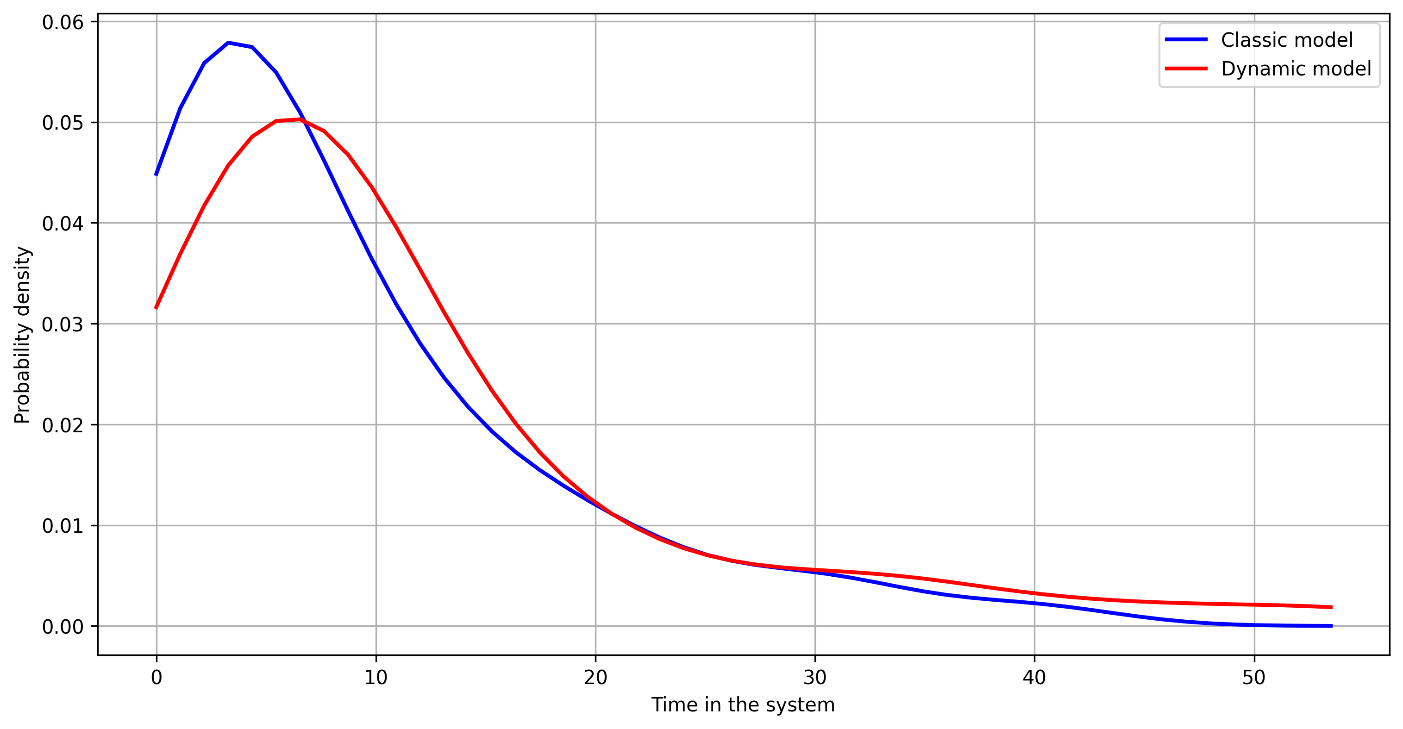 0.06
0.05
0.04
0.03
0.02
0.01
0.00
Probability density
0 10 20 30 40 50
Time in the system
Classic model
Dynamic model